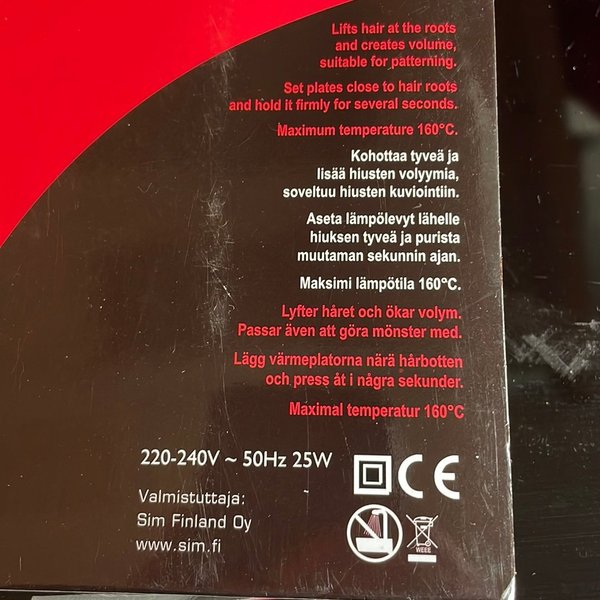 Lifts hair at the roots
and creates volume,
suitable for patterning.
Set plates close to hair roots
and hold it firmly for several seconds.
Maximum temperature 160°C.
Kohottaa tyveä ja
lisää hiusten volyymia,
soveltuu hiusten kuviointiin.
Aseta lämpölevyt lähelle
hiuksen tyveä ja purista
muutaman sekunnin ajan.
Maksimi lämpötila 160°C.
Lyfter håret och ökar volym.
Passar även att göra mönster med.
Lägg värmeplatorna närä hårbotten
och press åt i några sekunder.
Maximal temperatur 160°C
220-240V ~ 50Hz 25W
CE
Valmistuttaja:
Sim Finland Oy
www.sim.fi
WEEE